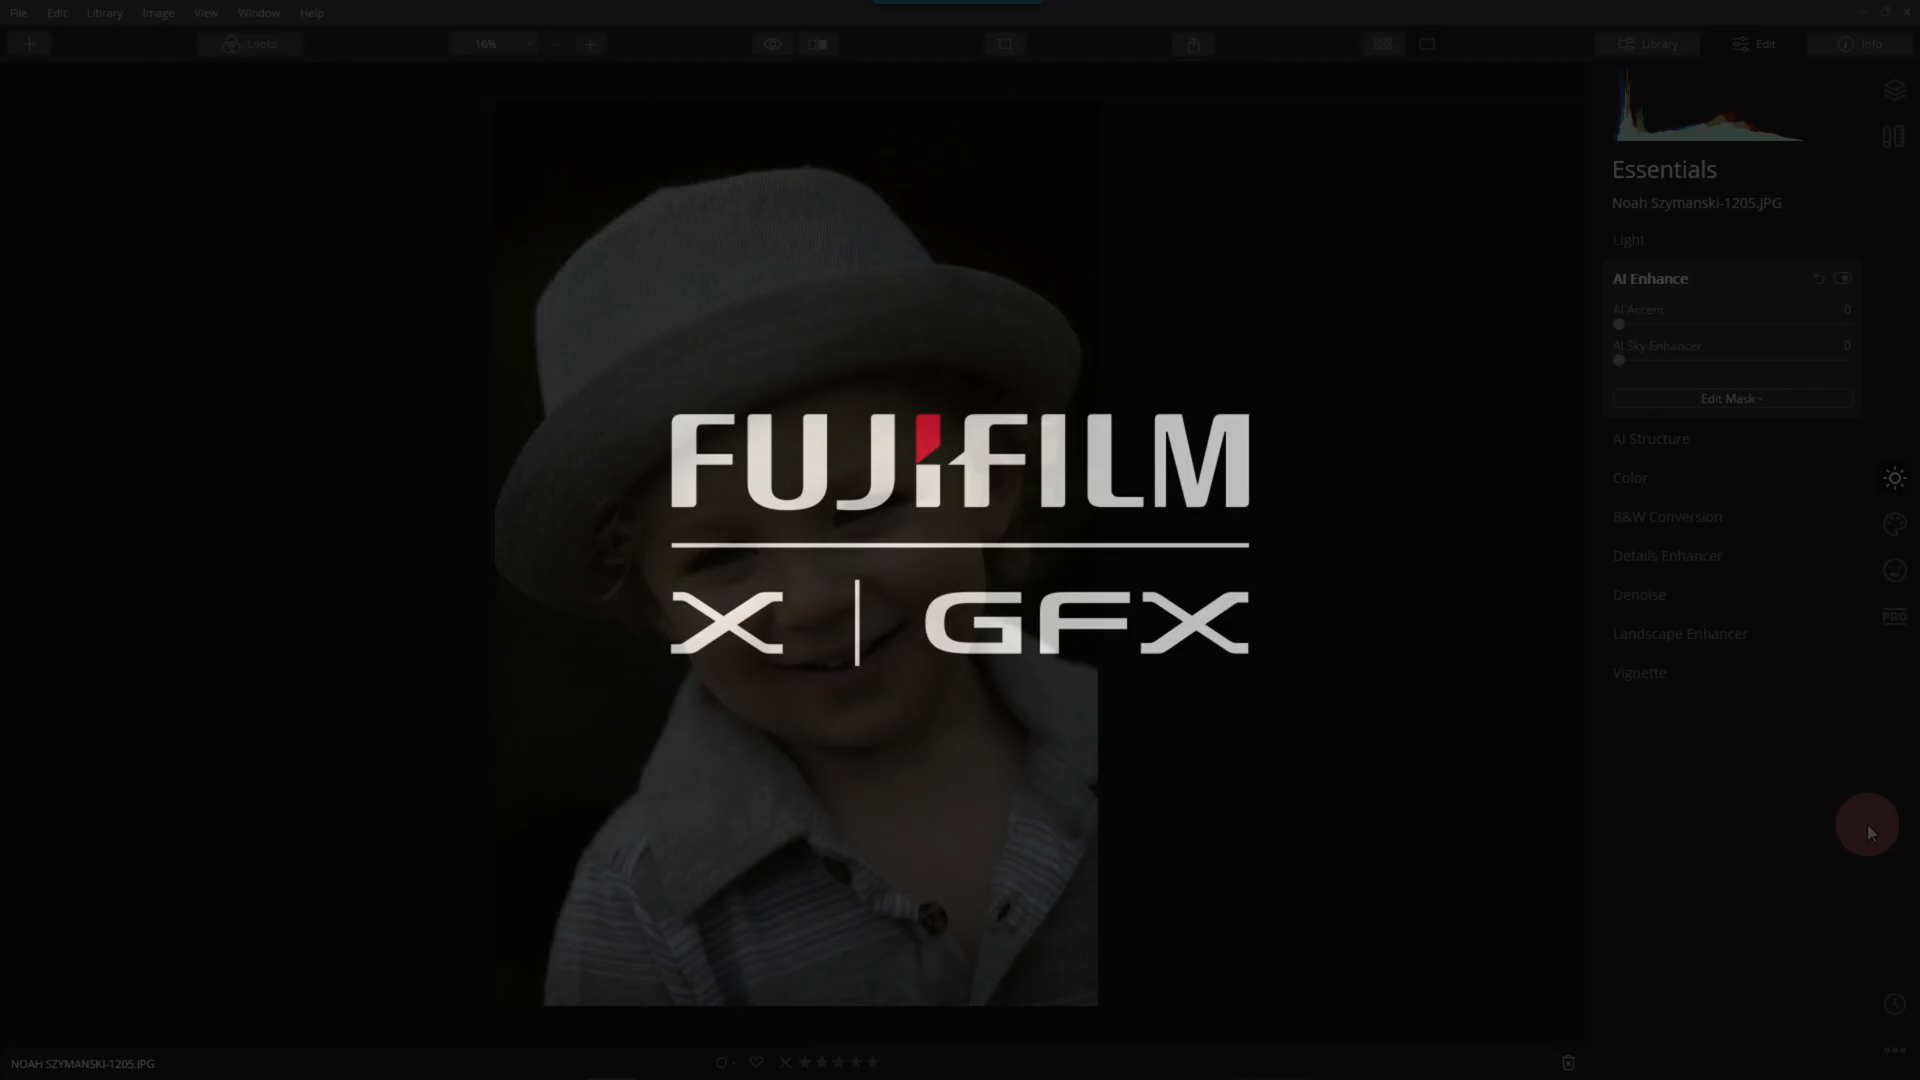 File Edit Library Image View Window Help
Looks 16% Library Edit Info
Essentials
Noah Szymanski-1205.JPG
Light
AI Enhance
AI Accent 0
AI Sky Enhancer 0
Edit Mask
AI Structure
Color
B&W Conversion
Details Enhancer
Denoise
PRO
Landscape Enhancer
Vignette
FUJIFILM
X | GFX
NOAH SZYMANSKI-1205.JPG